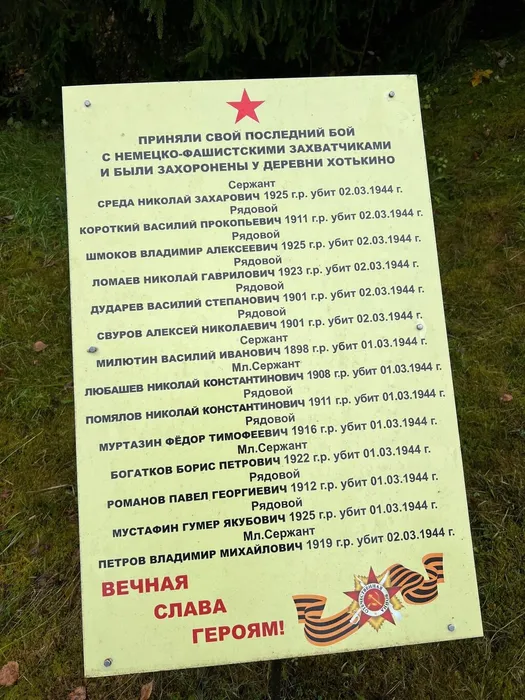 ПРИНЯЛИ СВОЙ ПОСЛЕДНИЙ БОЙ
С НЕМЕЦКО-ФАШИСТСКИМИ ЗАХВАТЧИКАМИ
И БЫЛИ ЗАХОРОНЕНЫ У ДЕРЕВНИ ХОТЬКИНО
Сержант
СРЕДА НИКОЛАЙ ЗАХАРОВИЧ 1925 г.р. убит 02.03.1944 г.
Рядовой
КОРОТКИЙ ВАСИЛИЙ ПРОКОПЬЕВИЧ 1911 г.р. убит 02.03.1944 г.
Рядовой
ШМОКОВ ВЛАДИМИР АЛЕКСЕЕВИЧ 1925 г.р. убит 02.03.1944 г.
Рядовой
ЛОМАЕВ НИКОЛАЙ ГАВРИЛОВИЧ 1923 г.р. убит 02.03.1944 г.
Рядовой
ДУДАРЕВ ВАСИЛИЙ СТЕПАНОВИЧ 1901 г.р. убит 02.03.1944 г.
Рядовой
СВУРОВ АЛЕКСЕЙ НИКОЛАЕВИЧ 1901 г.р. убит 02.03.1944 г.
Сержант
МИЛЮТИН ВАСИЛИЙ ИВАНОВИЧ 1898 г.р. убит 01.03.1944 г.
Мл.Сержант
ЛЮБАШЕВ НИКОЛАЙ КОНСТАНТИНОВИЧ 1908 г.р. убит 01.03.1944 г.
Рядовой
ПОМЯЛОВ НИКОЛАЙ КОНСТАНТИНОВИЧ 1911 г.р. убит 01.03.1944 г.
Рядовой
МУРТАЗИН ФЁДОР ТИМОФЕЕВИЧ 1916 г.р. убит 01.03.1944 г.
Мл.Сержант
БОГАТКОВ БОРИС ПЕТРОВИЧ 1922 г.р. убит 01.03.1944 г.
Рядовой
РОМАНОВ ПАВЕЛ ГЕОРГИЕВИЧ 1912 г.р. убит 01.03.1944 г.
Рядовой
МУСТАФИН ГУМЕР ЯКУБОВИЧ 1925 г.р. убит 01.03.1944 г.
Мл.Сержант
ПЕТРОВ ВЛАДИМИР МИХАЙЛОВИЧ 1919 г.р. убит 02.03.1944 г.
ВЕЧНАЯ
СЛАВА
ГЕРОЯМ!
ОТЕЧЕСТВЕННАЯ ВОЙНА